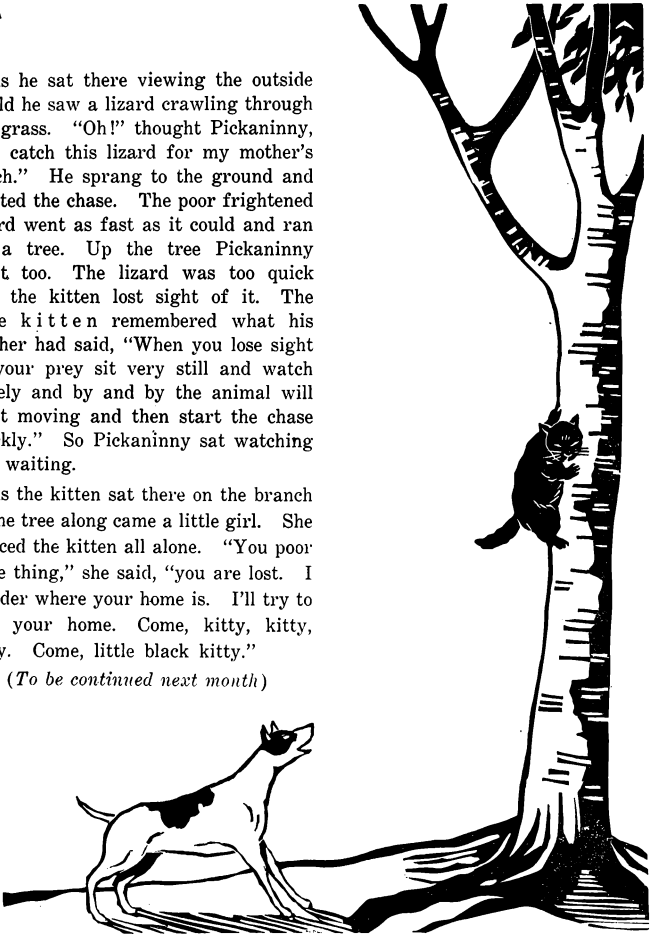 s he sat there viewing the outside
ld he saw a lizard crawling through
grass. “Oh!” thought Pickaninny,
catch this lizard for my mother’s
ch.” He sprang to the ground and
ted the chase. The poor frightened
rd went as fast as it could and ran
a tree. Up the tree Pickaninny
t too. The lizard was too quick
the kitten lost sight of it. The
e kitten remembered what his
her had said, “When you lose sight
your prey sit very still and watch
ely and by and by the animal will
t moving and then start the chase
kly.” So Pickaninny sat watching
waiting.
s the kitten sat there on the branch
ne tree along came a little girl. She
ced the kitten all alone. “You poor
e thing,” she said, “you are lost. I
der where your home is. I’ll try to
your home. Come, kitty, kitty,
y. Come, little black kitty.”
(To be continued next month)